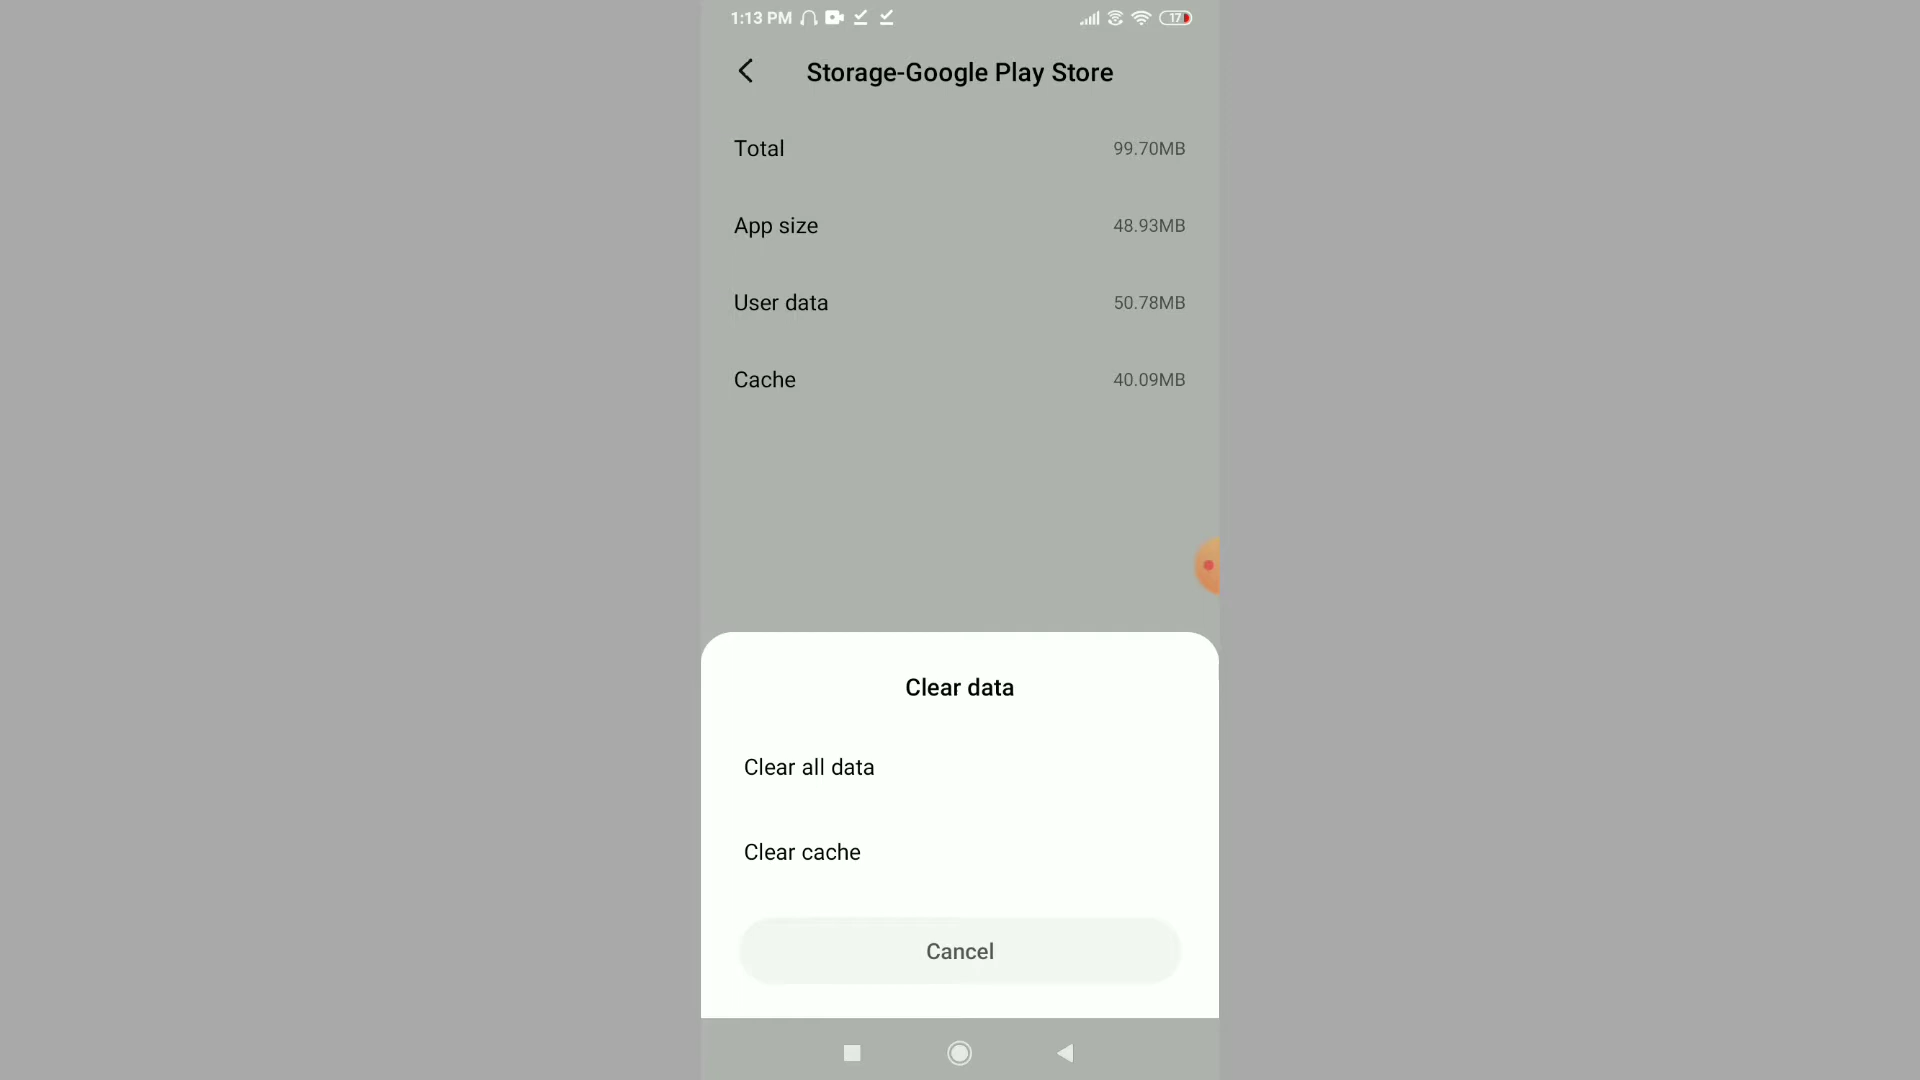 1:13 PM 17
Storage-Google Play Store
Total 99.70MB
App size 48.93MB
User data 50.78MB
Cache 40.09MB
Clear data
Clear all data
Clear cache
Cancel